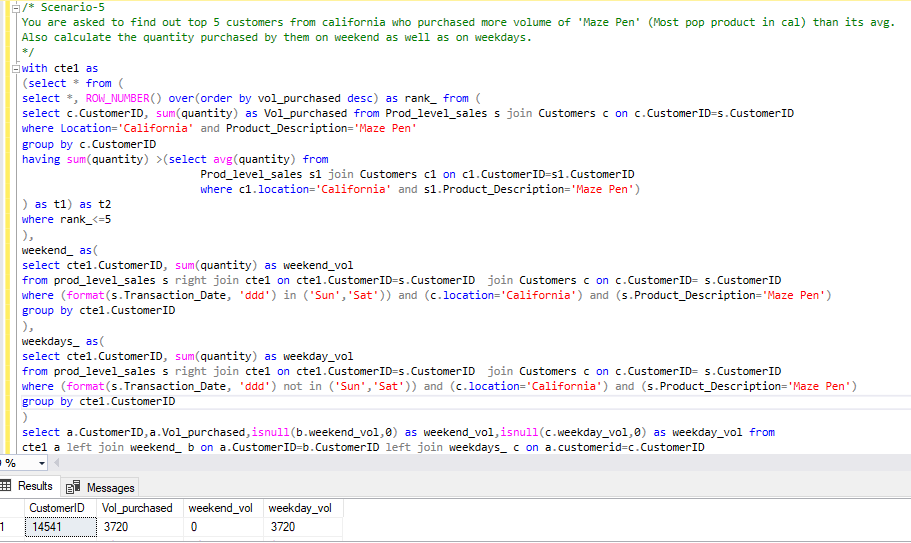 /* Scenario-5
You are asked to find out top 5 customers from california who purchased more volume of 'Maze Pen' (Most pop product in cal) than its avg.
Also calculate the quantity purchased by them on weekend as well as on weekdays.
*/
with cte1 as
(select * from (
select *, ROW_NUMBER() over(order by vol_purchased desc) as rank_ from (
select c.CustomerID, sum(quantity) as Vol_purchased from Prod_level_sales s join Customers c on c.CustomerID=s.CustomerID
where Location='California' and Product_Description='Maze Pen'
group by c.CustomerID
having sum(quantity) >(select avg(quantity) from
Prod_level_sales s1 join Customers c1 on c1.CustomerID=s1.CustomerID
where c1.location='California' and s1.Product_Description='Maze Pen')
) as t1) as t2
where rank_<=5
),
weekend_ as(
select cte1.CustomerID, sum(quantity) as weekend_vol
from prod_level_sales s right join cte1 on cte1.CustomerID=s.CustomerID  join Customers c on c.CustomerID= s.CustomerID
where (format(s.Transaction_Date, 'ddd') in ('Sun','Sat')) and (c.location='California') and (s.Product_Description='Maze Pen')
group by cte1.CustomerID
),
weekdays_ as(
select cte1.CustomerID, sum(quantity) as weekday_vol
from prod_level_sales s right join cte1 on cte1.CustomerID=s.CustomerID  join Customers c on c.CustomerID= s.CustomerID
where (format(s.Transaction_Date, 'ddd') not in ('Sun','Sat')) and (c.location='California') and (s.Product_Description='Maze Pen')
group by cte1.CustomerID
)
select a.CustomerID,a.Vol_purchased,isnull(b.weekend_vol,0) as weekend_vol,isnull(c.weekday_vol,0) as weekday_vol from
cte1 a left join weekend_ b on a.CustomerID=b.CustomerID left join weekdays_ c on a.customerid=c.CustomerID
%
Results Messages
CustomerID Vol_purchased weekend_vol weekday_vol
1 14541 3720 0 3720